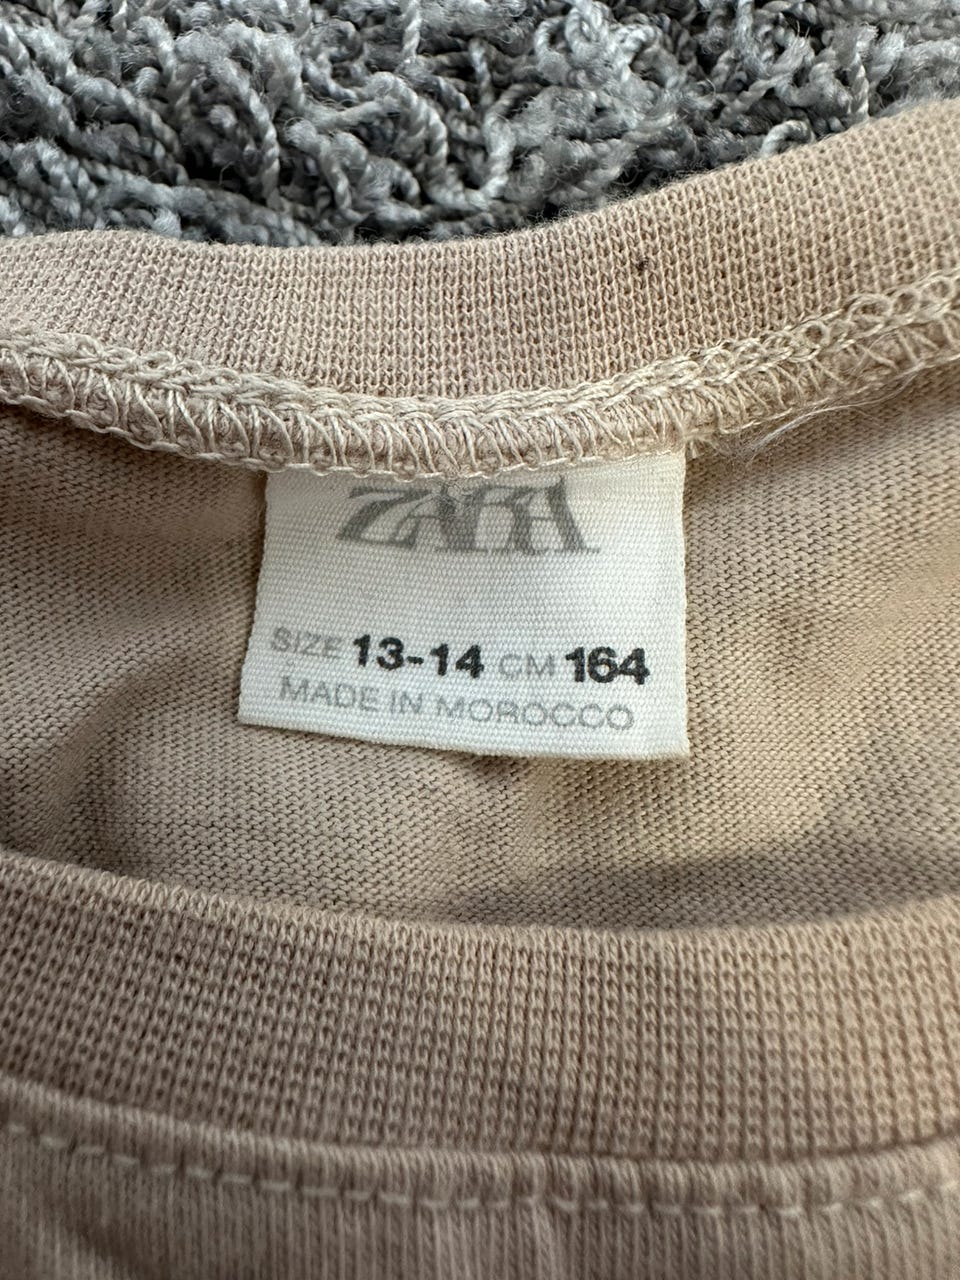 ZARA
SIZE 13-14 CM 164
MADE IN MOROCCO